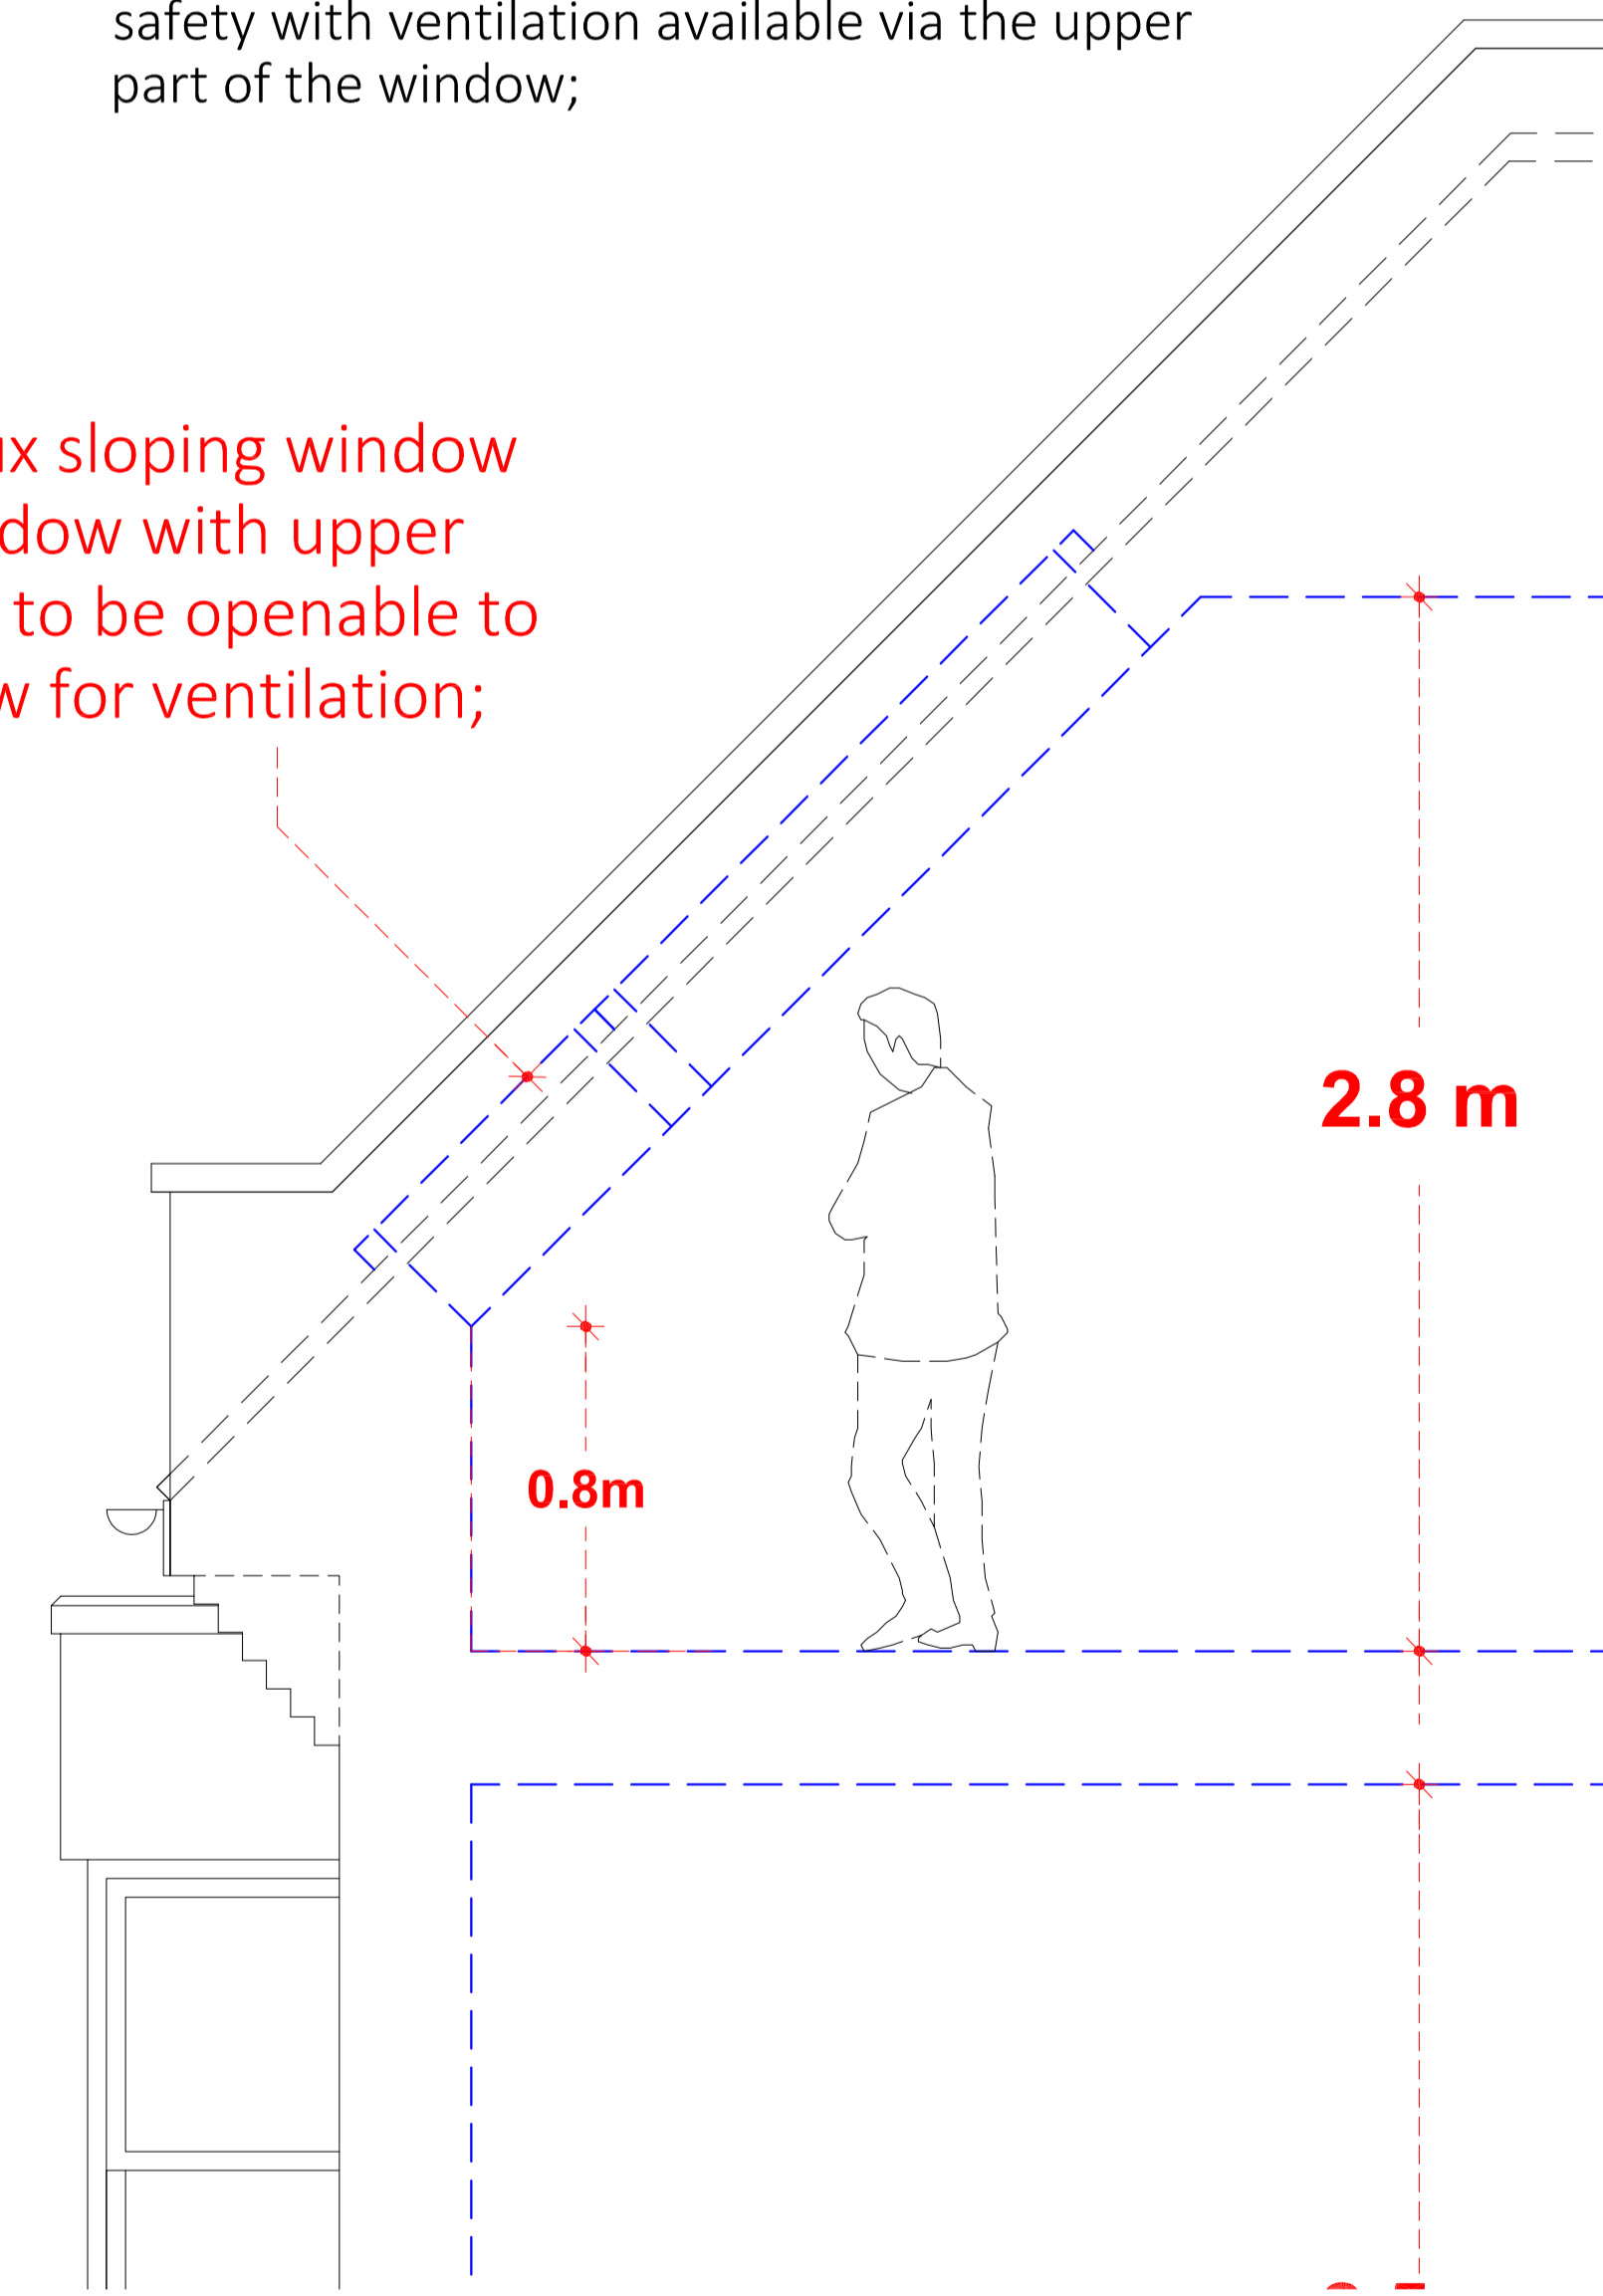 safety with ventilation available via the upper
part of the window;
sloping window
with upper
to be openable to
for ventilation;
2.8 m
0.8m